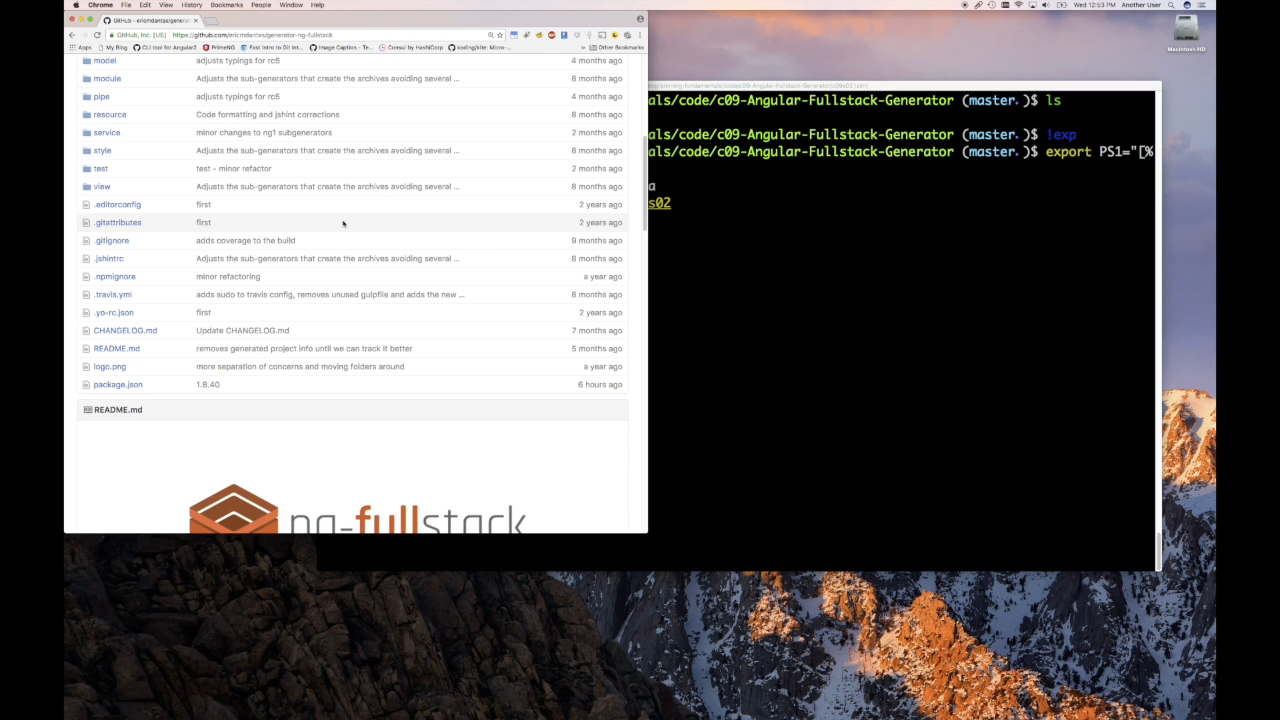 Chrome File Edit View History Bookmarks People Window Help Wed 12:53 PM Another User
GitHub - ericmdantas/generat
GitHub, Inc. [US] https://github.com/ericmdantas/generator-ng-fullstack
Apps My Blog CLI tool for Angular2 PrimeNG Fast Intro to Git Int... Image Caption - Te... Consul by HashiCorp koding/kite: Micro-... » Other Bookmarks
model adjusts typings for rc5 4 months ago
module Adjusts the sub-generators that create the archives avoiding several ... 8 months ago
pipe adjusts typings for rc5 4 months ago
resource Code formatting and jshint corrections 8 months ago
service minor changes to ng1 subgenerators 2 months ago
style Adjusts the sub-generators that create the archives avoiding several ... 8 months ago
test test - minor refactor 2 months ago
view Adjusts the sub-generators that create the archives avoiding several ... 8 months ago
.editorconfig first 2 years ago
.gitattributes first 2 years ago
.gitignore adds coverage to the build 9 months ago
.jshintrc Adjusts the sub-generators that create the archives avoiding several ... 8 months ago
.npmignore minor refactoring a year ago
.travis.yml adds sudo to travis config, removes unused gulpfile and adds the new ... 8 months ago
.yo-rc.json first 2 years ago
CHANGELOG.md Update CHANGELOG.md 7 months ago
README.md removes generated project info until we can track it better 5 months ago
logo.png more separation of concerns and moving folders around a year ago
package.json 1.8.40 6 hours ago
README.md
ng-fullstack
als/code/c09-Angular-Fullstack-Generator (master.)$ ls
als/code/c09-Angular-Fullstack-Generator (master.)$ !exp
als/code/c09-Angular-Fullstack-Generator (master.)$ export PS1="[%
a
s02
Macintosh HD